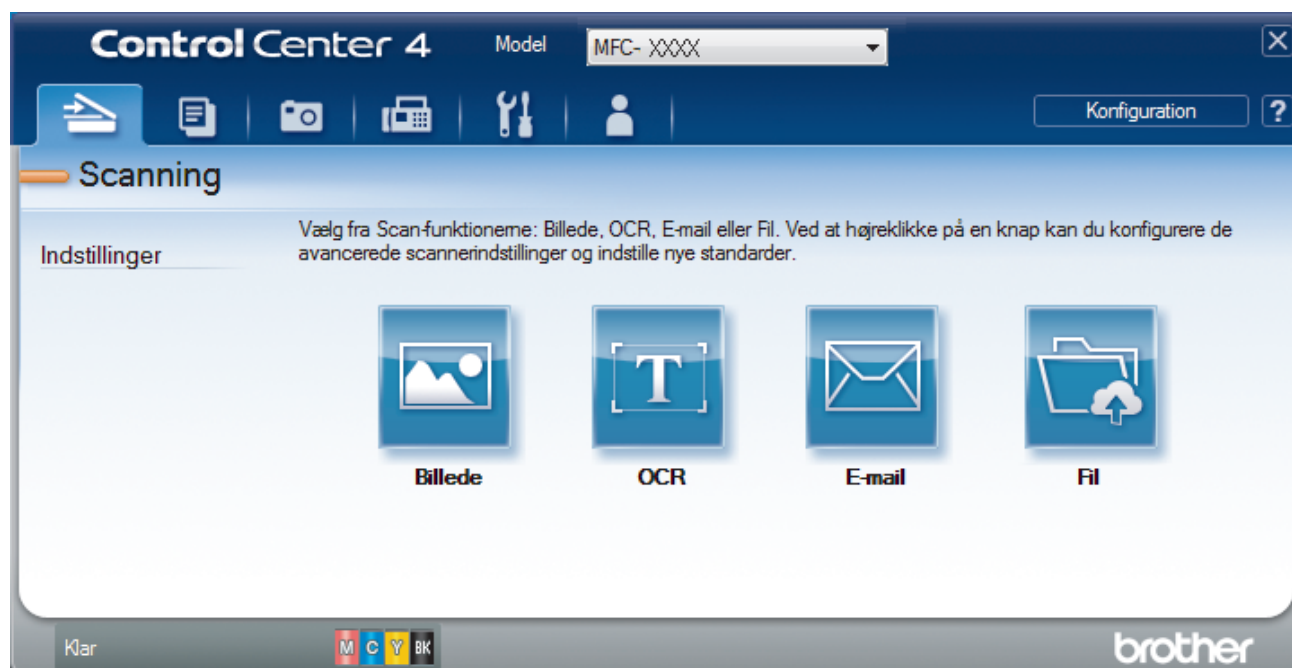 ControlCenter 4 Model MFC- XXXX
Konfiguration ?
Scanning
Indstillinger
Vælg fra Scan-funktionerne: Billede, OCR, E-mail eller Fil. Ved at højreklikke på en knap kan du konfigurere de
avancerede scannerindstillinger og indstille nye standarder.
T
Billede OCR E-mail Fil
Klar M C Y BK brother